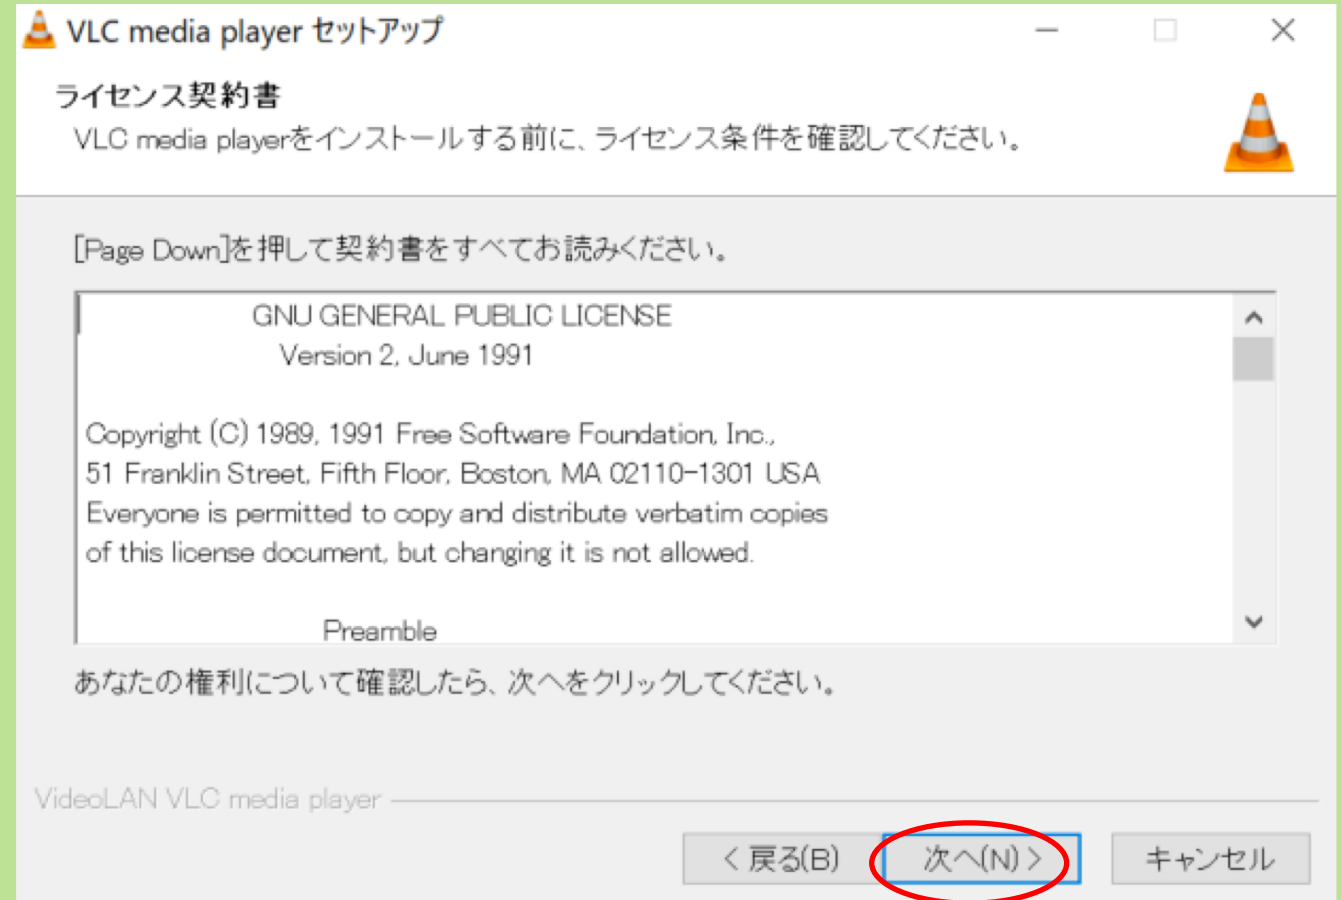 VLC media player セットアップ
ライセンス契約書
VLC media playerをインストールする前に、ライセンス条件を確認してください。
[Page Down]を押して契約書をすべてお読みください。
GNU GENERAL PUBLIC LICENSE
Version 2, June 1991
Copyright (C) 1989, 1991 Free Software Foundation, Inc.,
51 Franklin Street, Fifth Floor, Boston, MA 02110-1301 USA
Everyone is permitted to copy and distribute verbatim copies
of this license document, but changing it is not allowed.
Preamble
あなたの権利について確認したら、次へをクリックしてください。
VideoLAN VLC media player
< 戻る(B) 次へ(N) > キャンセル